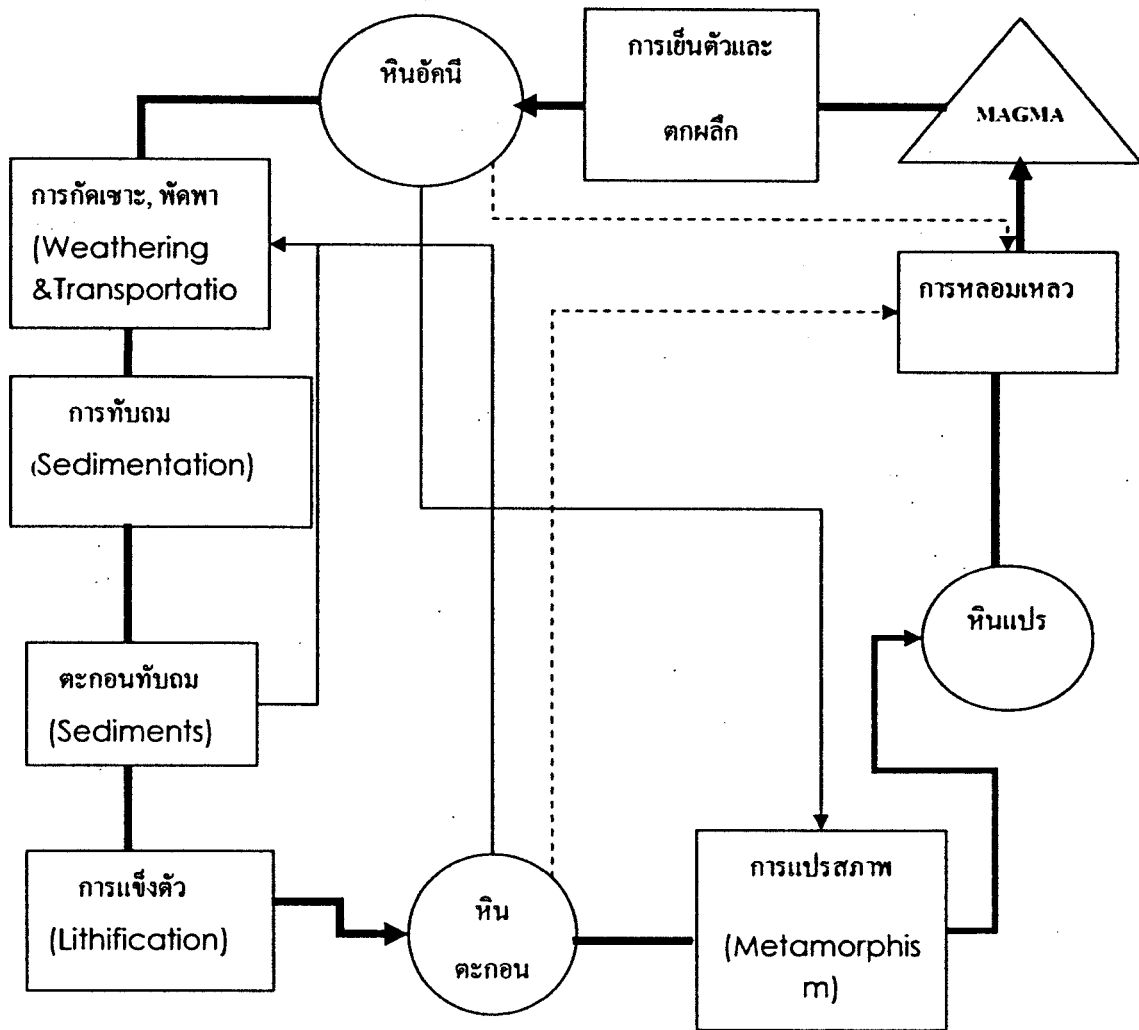 การเย็นตัวและ
ตกผลึก
หินอัคนี
MAGMA
การกัดเซาะ, พัดพา
(Weathering
&Transportatio
การหลอมเหลว
การทับถม
(Sedimentation)
หินแปร
ตะกอนทับถม
(Sediments)
การแข็งตัว
(Lithification)
หิน
ตะกอน
การแปรสภาพ
(Metamorphis
m)